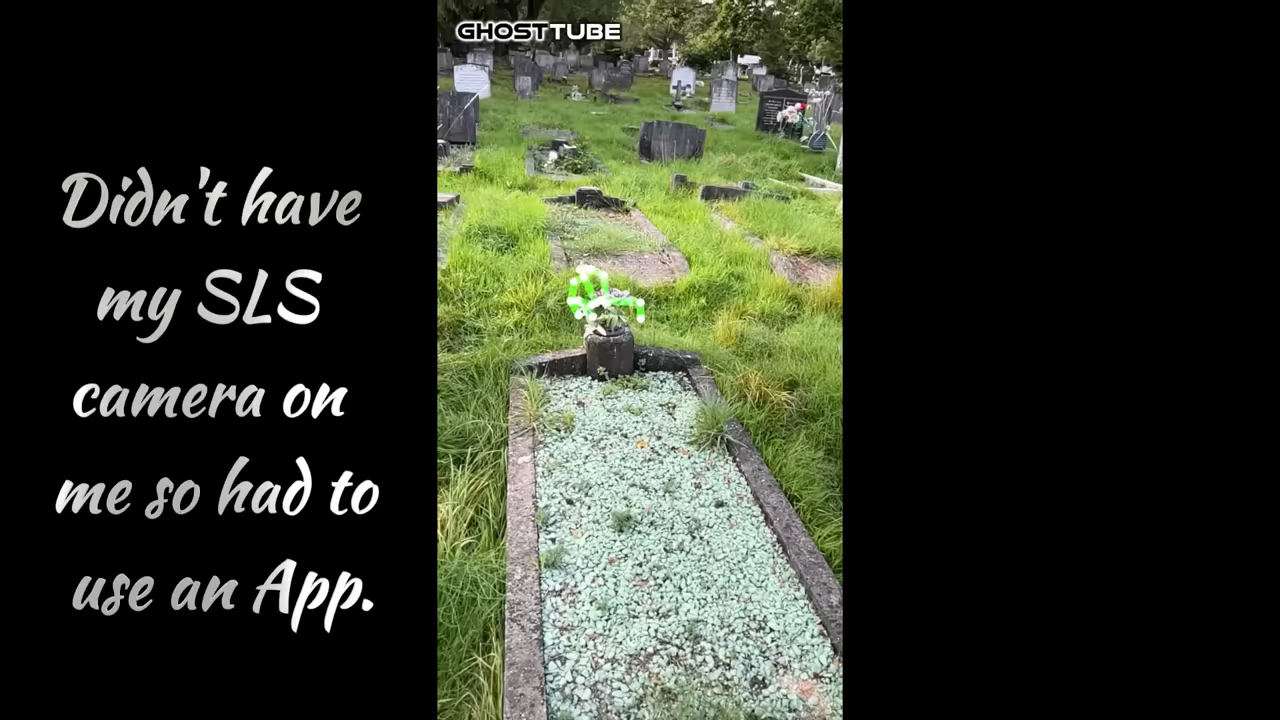 GHOSTTUBE
Didn't have
my SLS
camera on
me so had to
use an App.